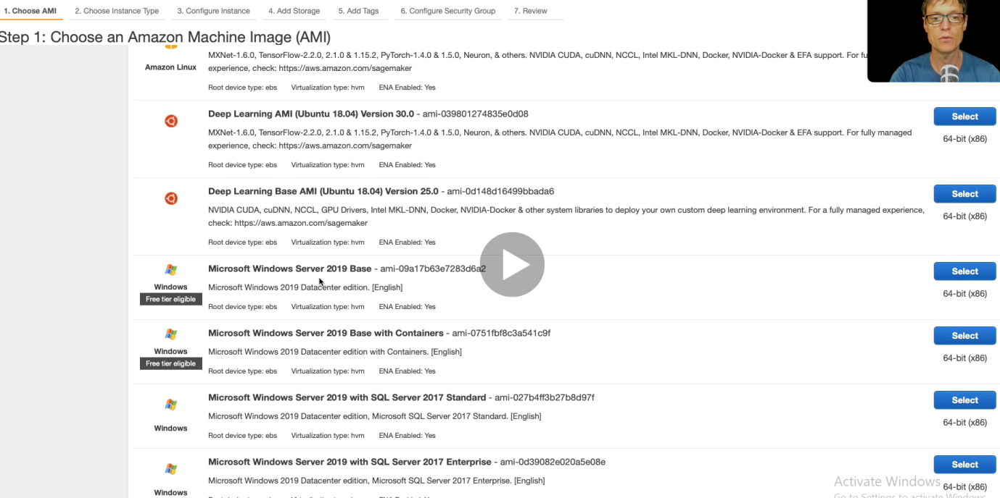 1. Choose AMI 2. Choose Instance Type 3. Configure Instance 4. Add Storage 5. Add Tags 6. Configure Security Group 7. Review
Step 1: Choose an Amazon Machine Image (AMI)
Amazon Linux
MXNet-1.6.0, TensorFlow-2.2.0, 2.1.0 & 1.15.2, PyTorch-1.4.0 & 1.5.0, Neuron, & others. NVIDIA CUDA, cuDNN, NCCL, Intel MKL-DNN, Docker, NVIDIA-Docker & EFA support. For fu
experience, check: https://aws.amazon.com/sagemaker
Root device type: ebs Virtualization type: hvm ENA Enabled: Yes
Deep Learning AMI (Ubuntu 18.04) Version 30.0 - ami-039801274835e0d08
Select
MXNet-1.6.0, TensorFlow-2.2.0, 2.1.0 & 1.15.2, PyTorch-1.4.0 & 1.5.0, Neuron, & others. NVIDIA CUDA, cuDNN, NCCL, Intel MKL-DNN, Docker, NVIDIA-Docker & EFA support. For fully managed
64-bit (x86)
experience, check: https://aws.amazon.com/sagemaker
Root device type: ebs Virtualization type: hvm ENA Enabled: Yes
Deep Learning Base AMI (Ubuntu 18.04) Version 25.0 - ami-0d148d16499bbada6
Select
NVIDIA CUDA, cuDNN, NCCL, GPU Drivers, Intel MKL-DNN, Docker, NVIDIA-Docker & other system libraries to deploy your own custom deep learning environment. For a fully managed experience,
64-bit (x86)
check: https://aws.amazon.com/sagemaker
Root device type: ebs Virtualization type: hvm ENA Enabled: Yes
Microsoft Windows Server 2019 Base - ami-09a17b63e7283d6a2
Select
Windows
Free tier eligible
Microsoft Windows 2019 Datacenter edition. [English]
64-bit (x86)
Root device type: ebs Virtualization type: hvm ENA Enabled: Yes
Microsoft Windows Server 2019 Base with Containers - ami-0751fbf8c3a541c9f
Select
Windows
Free tier eligible
Microsoft Windows 2019 Datacenter edition with Containers. [English]
64-bit (x86)
Root device type: ebs Virtualization type: hvm ENA Enabled: Yes
Microsoft Windows Server 2019 with SQL Server 2017 Standard - ami-027b4ff3b27b8d97f
Select
Microsoft Windows 2019 Datacenter edition, Microsoft SQL Server 2017 Standard. [English]
64-bit (x86)
Windows
Root device type: ebs Virtualization type: hvm ENA Enabled: Yes
Microsoft Windows Server 2019 with SQL Server 2017 Enterprise - ami-0d39082e020a5e08e
Select
Microsoft Windows 2019 Datacenter edition, Microsoft SQL Server 2017 Enterprise. [English]
64-bit (x86)
Windows
Activate Windows
Go to Settings to activate Windows.